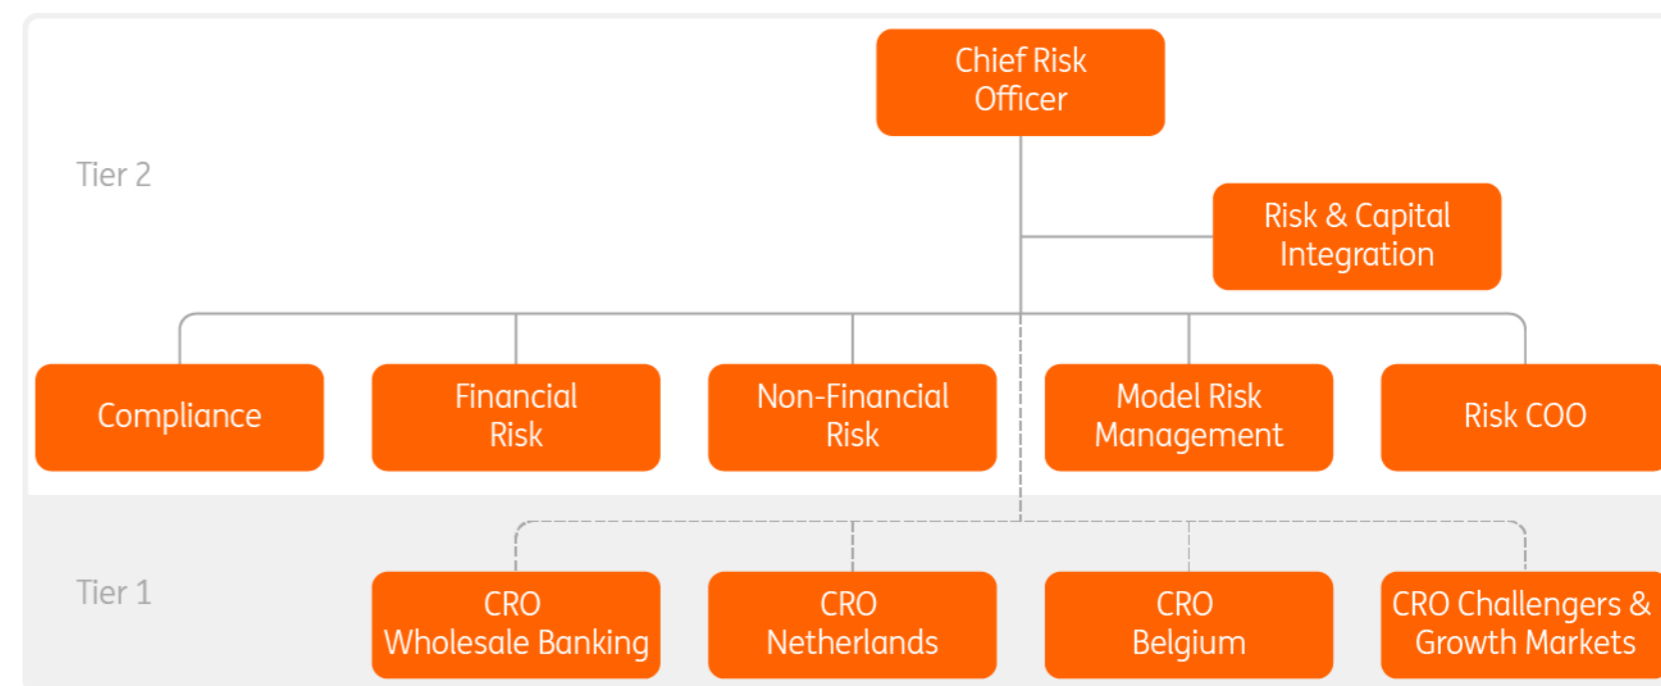 Chief Risk
Officer
Tier 2
Risk & Capital
Integration
Compliance
Financial
Risk
Non-Financial
Risk
Model Risk
Management
Risk COO
Tier 1
CRO
Wholesale Banking
CRO
Netherlands
CRO
Belgium
CRO Challengers &
Growth Markets